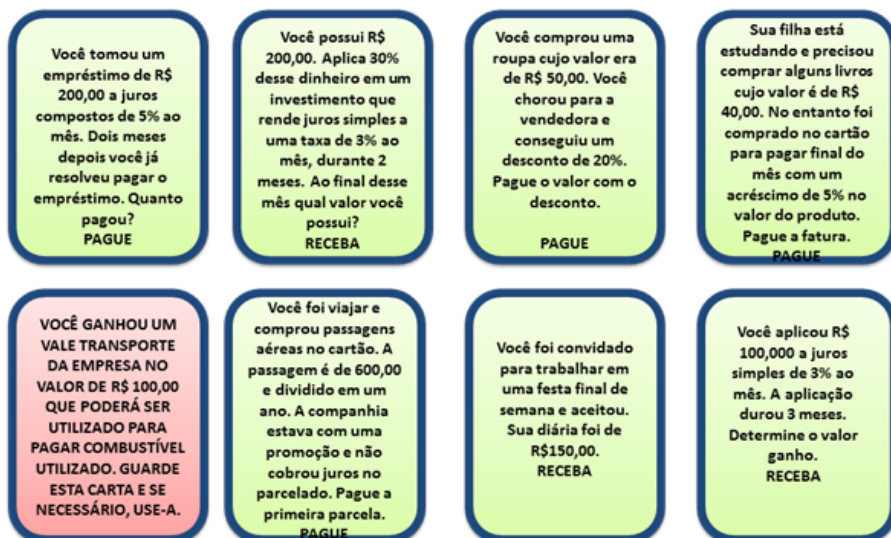 Você tomou um
empréstimo de R$
200,00 a juros
compostos de 5% ao
mês. Dois meses
depois você já
resolveu pagar o
empréstimo. Quanto
pagou?
PAGUE
Você possui R$
200,00. Aplica 30%
desse dinheiro em um
investimento que
rende juros simples a
uma taxa de 3% ao
mês, durante 2
meses. Ao final desse
mês qual valor você
possui?
RECEBA
Você comprou uma
roupa cujo valor era
de R$ 50,00. Você
chorou para a
vendedora e
conseguiu um
desconto de 20%.
Pague o valor com o
desconto.
PAGUE
Sua filha está
estudando e precisou
comprar alguns livros
cujo valor é de R$
40,00. No entanto foi
comprado no cartão
para pagar final do
mês com um
acréscimo de 5% no
valor do produto.
Pague a fatura.
PAGUE
VOCÊ GANHOU UM
VALE TRANSPORTE
DA EMPRESA NO
VALOR DE R$ 100,00
QUE PODERÁ SER
UTILIZADO PARA
PAGAR COMBUSTÍVEL
UTILIZADO. GUARDE
ESTA CARTA E SE
NECESSÁRIO, USE-A.
Você foi viajar e
comprou passagens
aéreas no cartão. A
passagem é de 600,00
e dividido em um
ano. A companhia
estava com uma
promoção e não
cobrou juros no
parcelado. Pague a
primeira parcela.
PAGUE
Você foi convidado
para trabalhar em
uma festa final de
semana e aceitou.
Sua diária foi de
R$150,00.
RECEBA
Você aplicou R$
100,000 a juros
simples de 3% ao
mês. A aplicação
durou 3 meses.
Determine o valor
ganho.
RECEBA